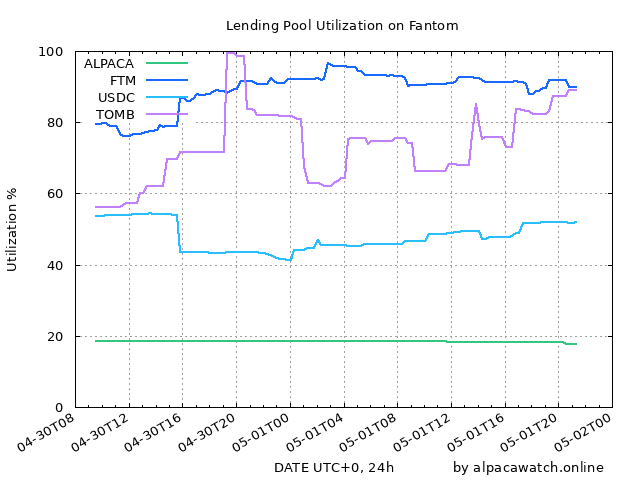 Lending Pool Utilization on Fantom
Utilization %
100
80
60
40
20
0
ALPACA
FTM
USDC
TOMB
04-30T08
04-30T12
04-30T16
04-30T20
05-01T00
05-01T04
05-01T08
05-01T12
05-01T16
05-01T20
05-02T00
DATE UTC+0, 24h
by alpacawatch.online